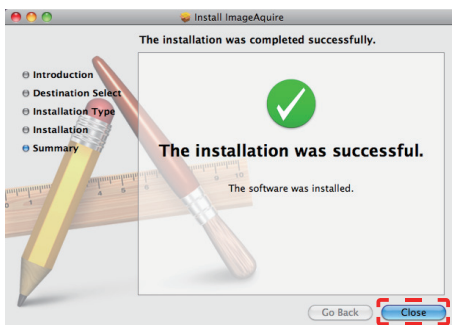 Install ImageAquire
The installation was completed successfully.
Introduction
Destination Select
Installation Type
Installation
Summary
The installation was successful.
The software was installed.
Go Back
Close